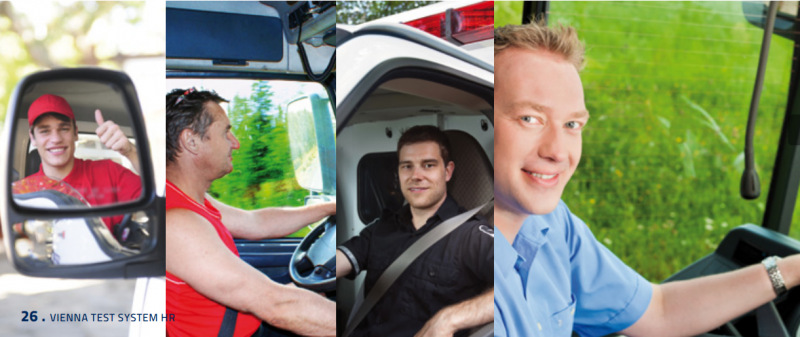 26 . VIENNA TEST SYSTEM HR